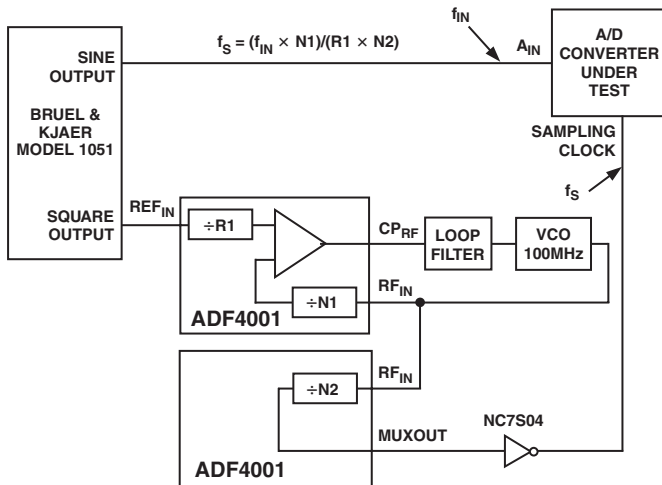 f_IN
f_S = (f_IN × N1)/(R1 × N2)
A_IN
A/D
CONVERTER
UNDER
TEST
SINE
OUTPUT
BRUEL &
KJAER
MODEL 1051
SQUARE
OUTPUT
SAMPLING
CLOCK
f_S
REF_IN
÷R1
CP_RF
LOOP
FILTER
VCO
100MHz
÷N1
RF_IN
ADF4001
÷N2
RF_IN
MUXOUT
NC7S04
ADF4001